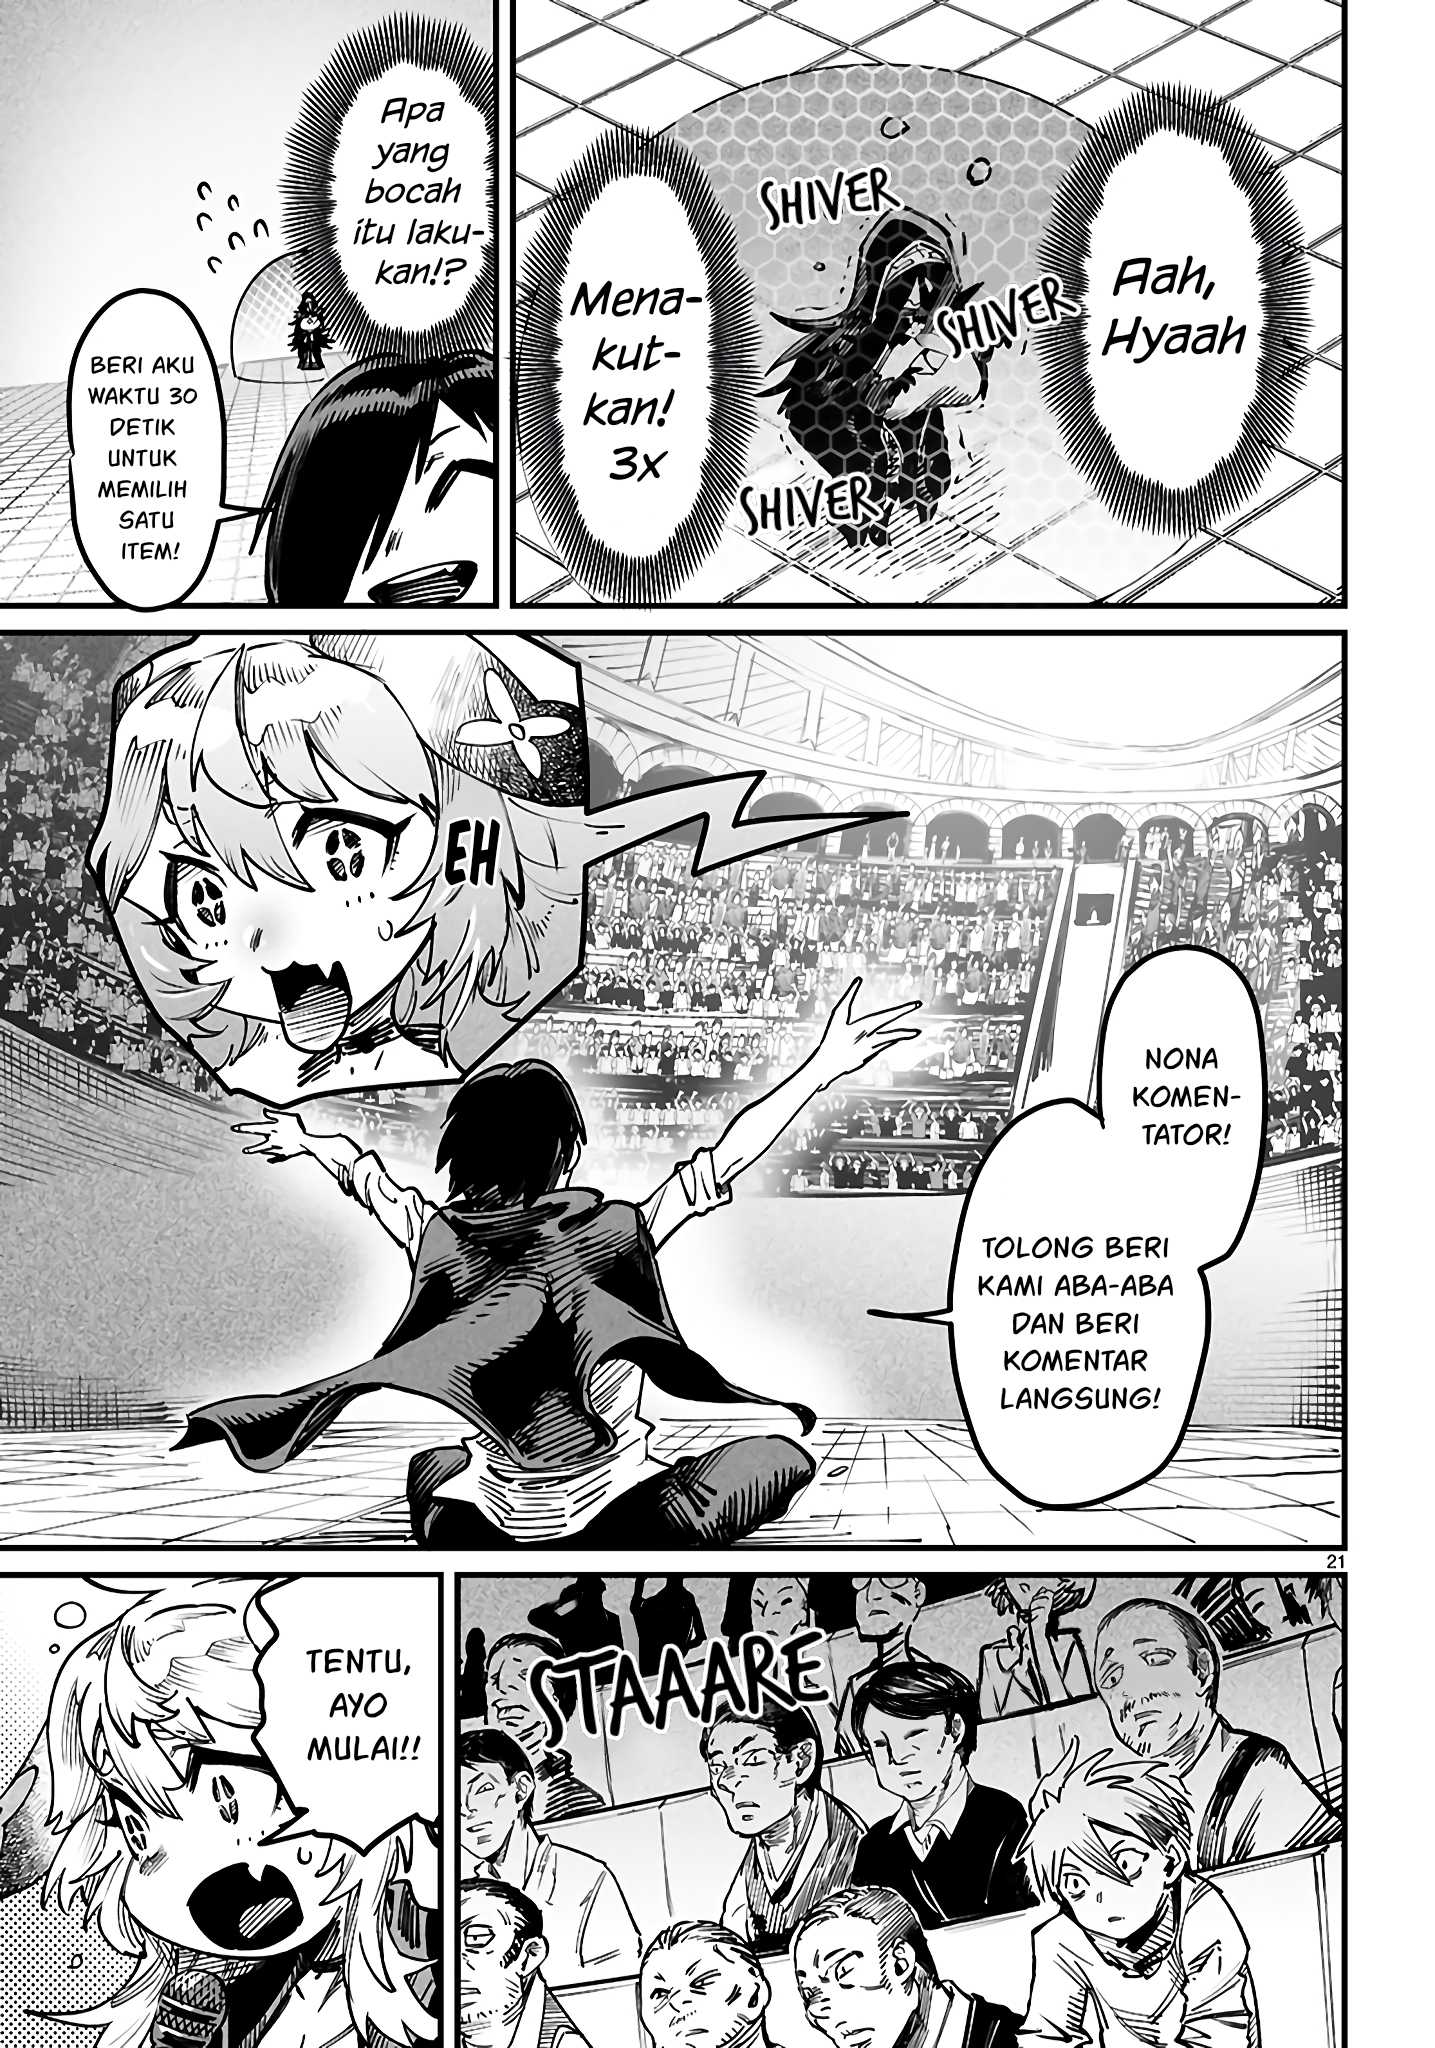 Aah,
Hyaah
SHIVER
SHIVER
SHIVER
Mena-
kut-
kan!
3x
Apa
yang
bocah
itu laku-
kan!?
BERI AKU
WAKTU 30
DETIK
UNTUK
MEMILIH
SATU
ITEM!
EH
NONA
KOMEN-
TATOR!
TOLONG BERI
KAMI ABA-ABA
DAN BERI
KOMENTAR
LANGSUNG!
21
STAAARE
TENTU,
AYO
MULAI!!